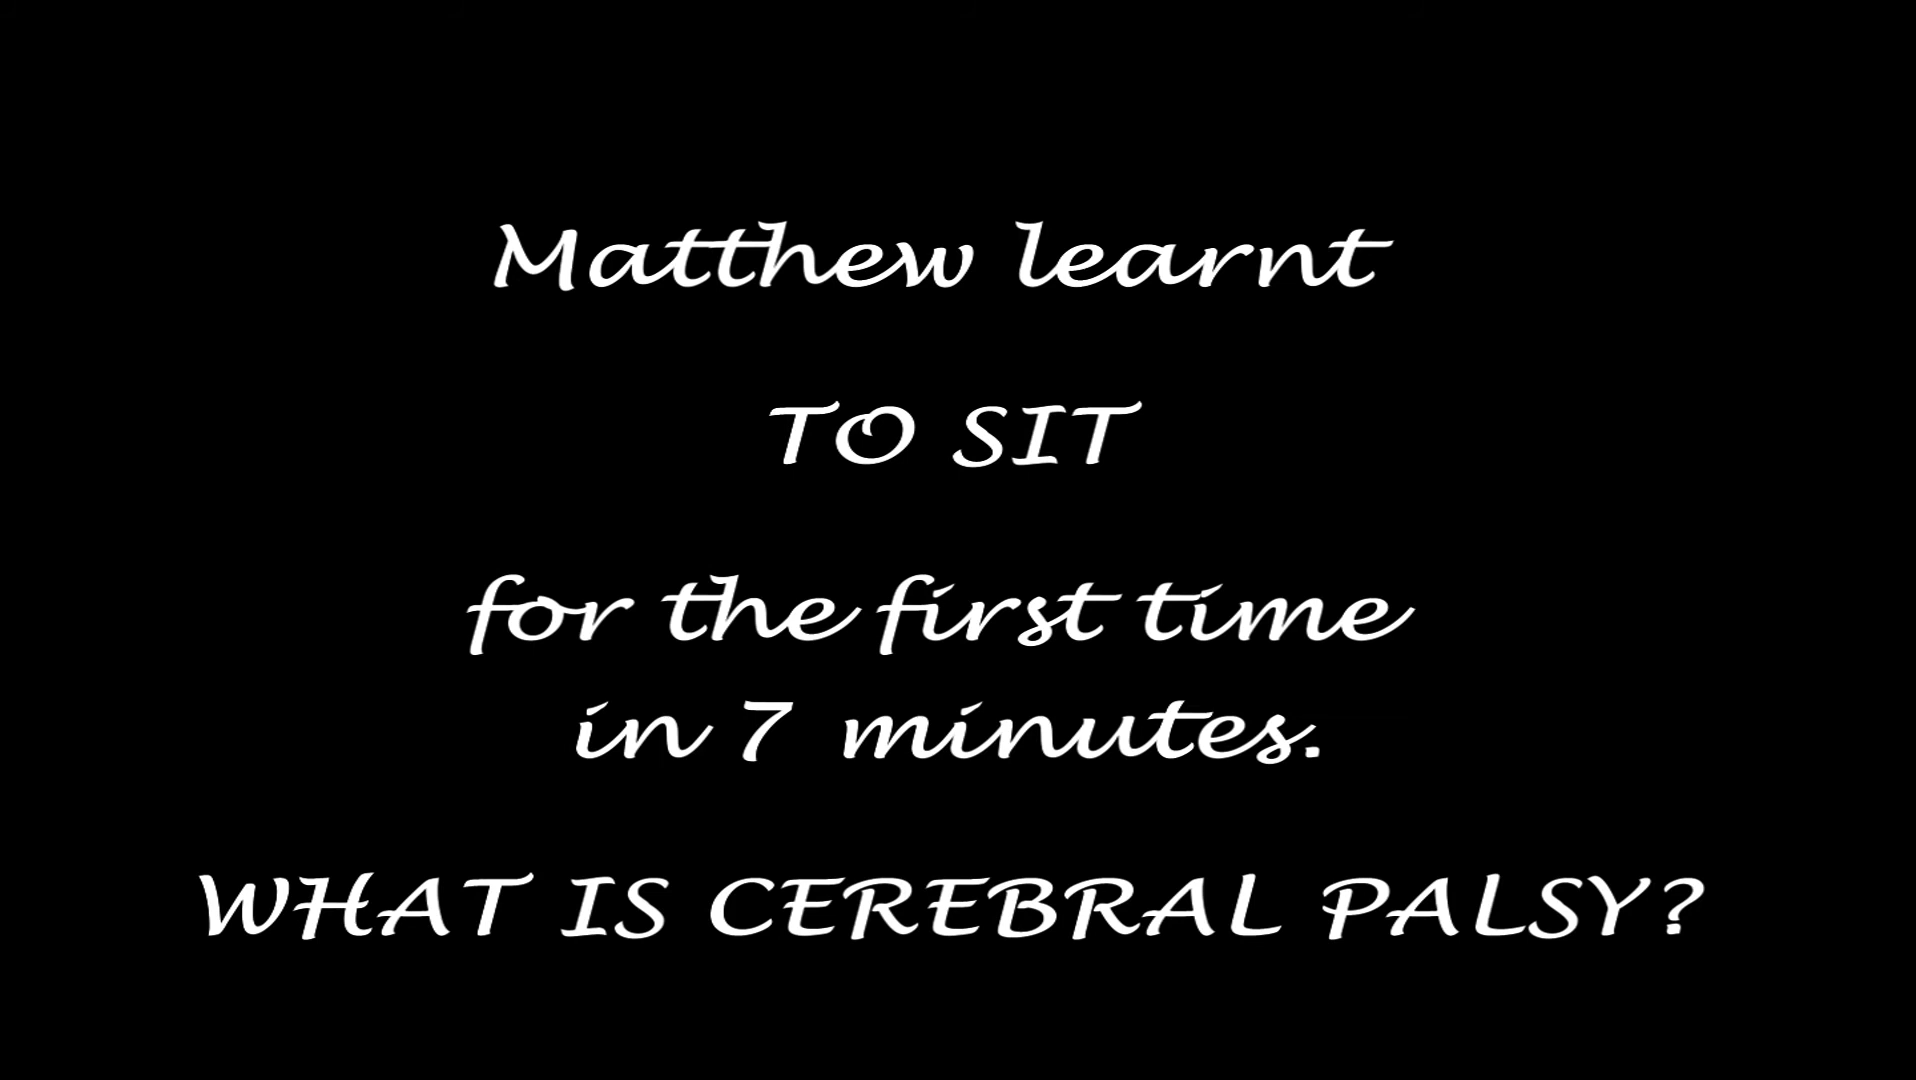 Matthew learnt
TO SIT
for the first time
in 7 minutes.
WHAT IS CEREBRAL PALSY?